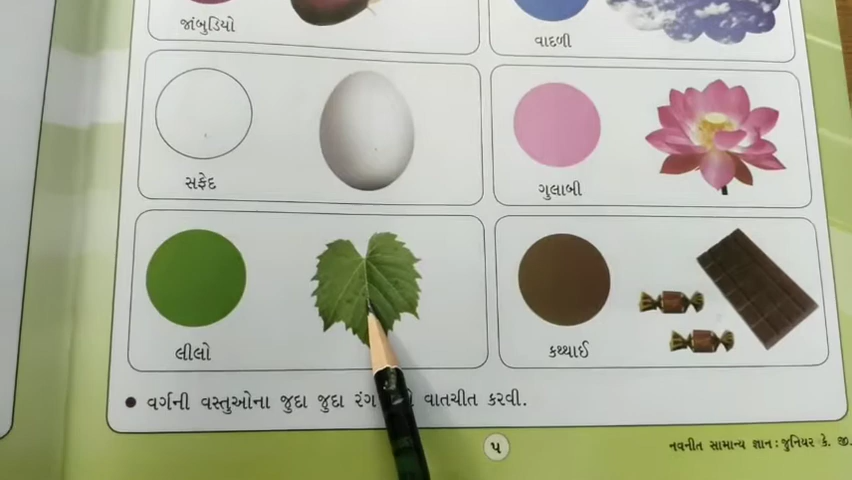 જાંબુડિયો
વાદળી
સફેદ
ગુલાબી
લીલો
કથ્થાઈ
● વર્ગની વસ્તુઓના જુદા જુદા રંગ વાતચીત કરવી.
૫
નવનીત સામાન્ય જ્ઞાન : જુનિયર કે. જી.